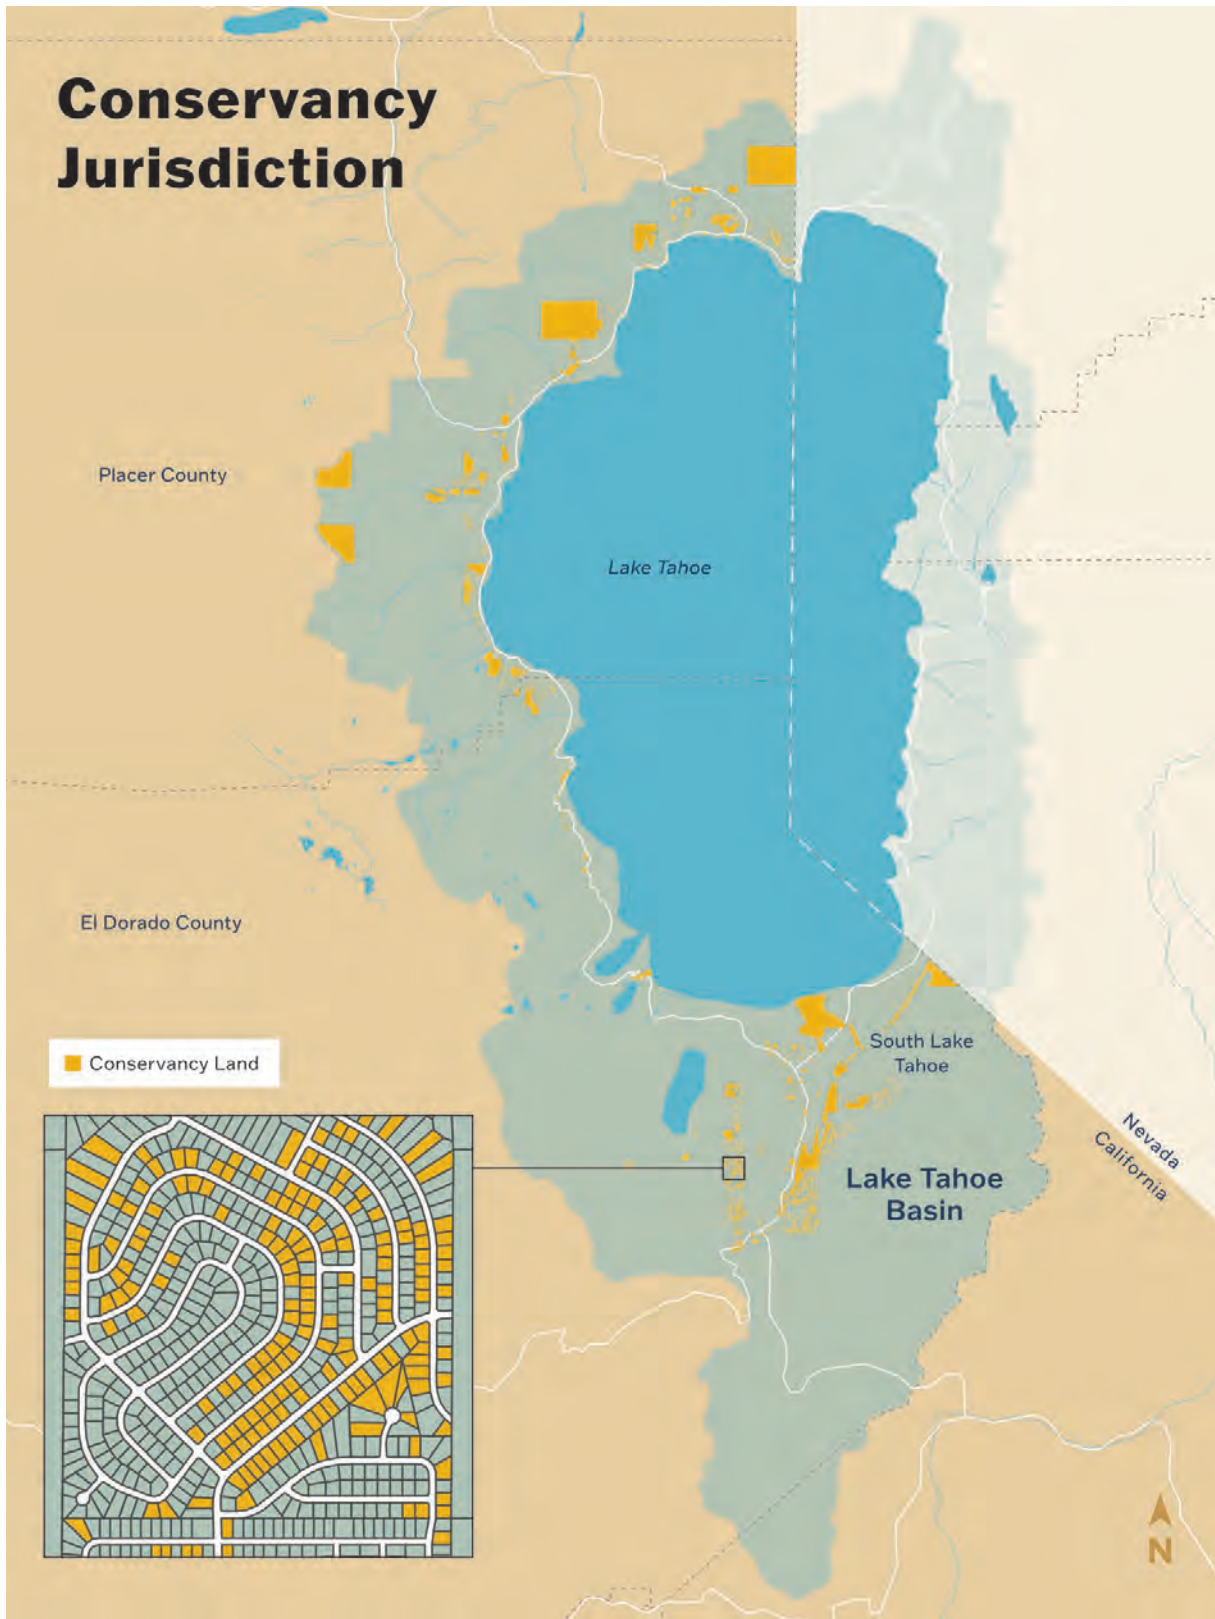 Conservancy
Jurisdiction
Placer County
Lake Tahoe
El Dorado County
Conservancy Land
South Lake
Tahoe
Nevada
California
Lake Tahoe
Basin
N